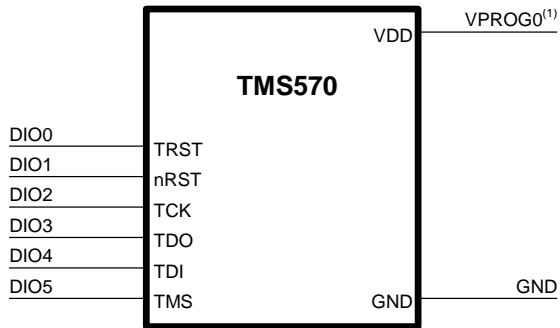 VPROG0(1)
VDD
TMS570
DIO0
TRST
DIO1
nRST
DIO2
TCK
DIO3
TDO
DIO4
TDI
DIO5
TMS
GND
GND